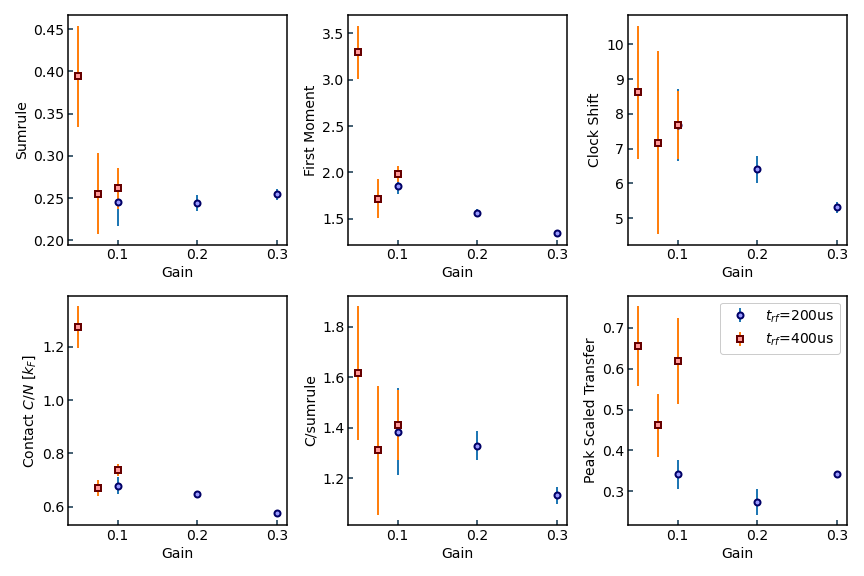 Sumrule
0.45
0.40
0.35
0.30
0.25
0.20
0.1 0.2 0.3
Gain
First Moment
3.5
3.0
2.5
2.0
1.5
0.1 0.2 0.3
Gain
Clock Shift
10
9
8
7
6
5
0.1 0.2 0.3
Gain
Contact C/N [k_F]
1.2
1.0
0.8
0.6
0.1 0.2 0.3
Gain
C/sumrule
1.8
1.6
1.4
1.2
0.1 0.2 0.3
Gain
Peak Scaled Transfer
0.7
0.6
0.5
0.4
0.3
0.1 0.2 0.3
Gain
t_rf=200us
t_rf=400us